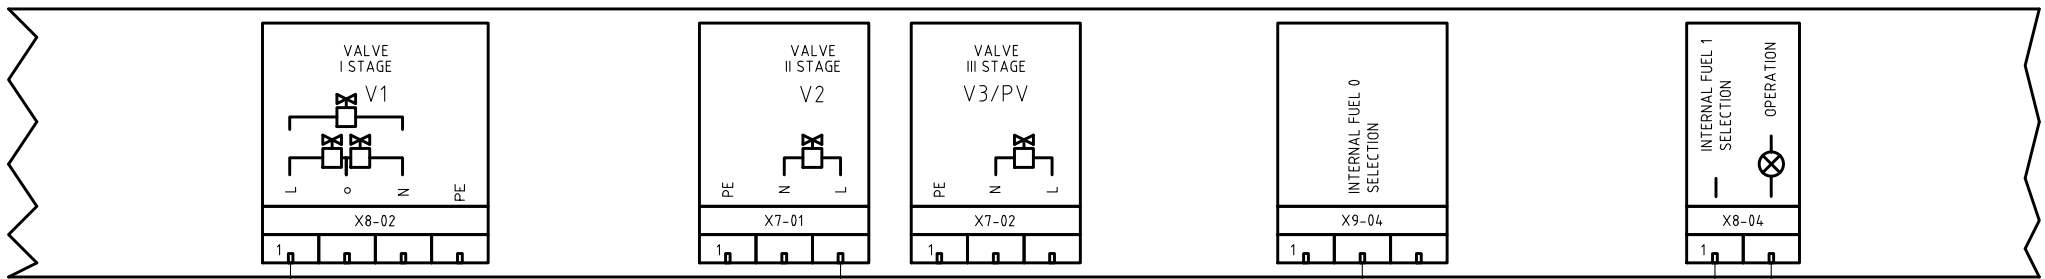 VALVE
I STAGE
V1
L
o
N
PE
X8-02
1
VALVE
II STAGE
V2
PE
N
L
X7-01
1
VALVE
III STAGE
V3/PV
PE
N
L
X7-02
1
INTERNAL FUEL 0
SELECTION
X9-04
1
INTERNAL FUEL 1
SELECTION
OPERATION
X8-04
1